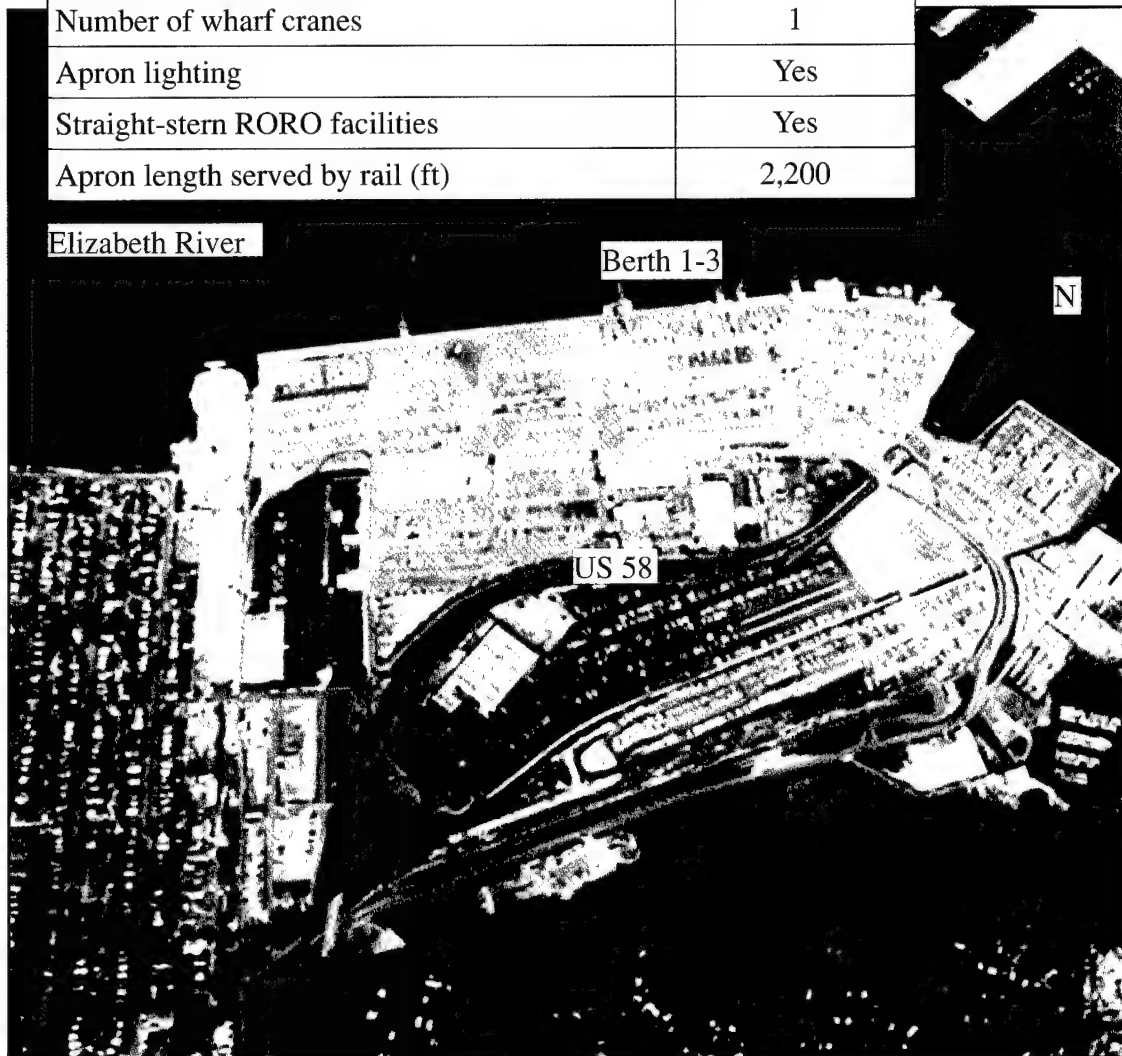 Number of wharf cranes 1
Apron lighting Yes
Straight-stern RORO facilities Yes
Apron length served by rail (ft) 2,200
Elizabeth River
Berth 1-3
N
US 58